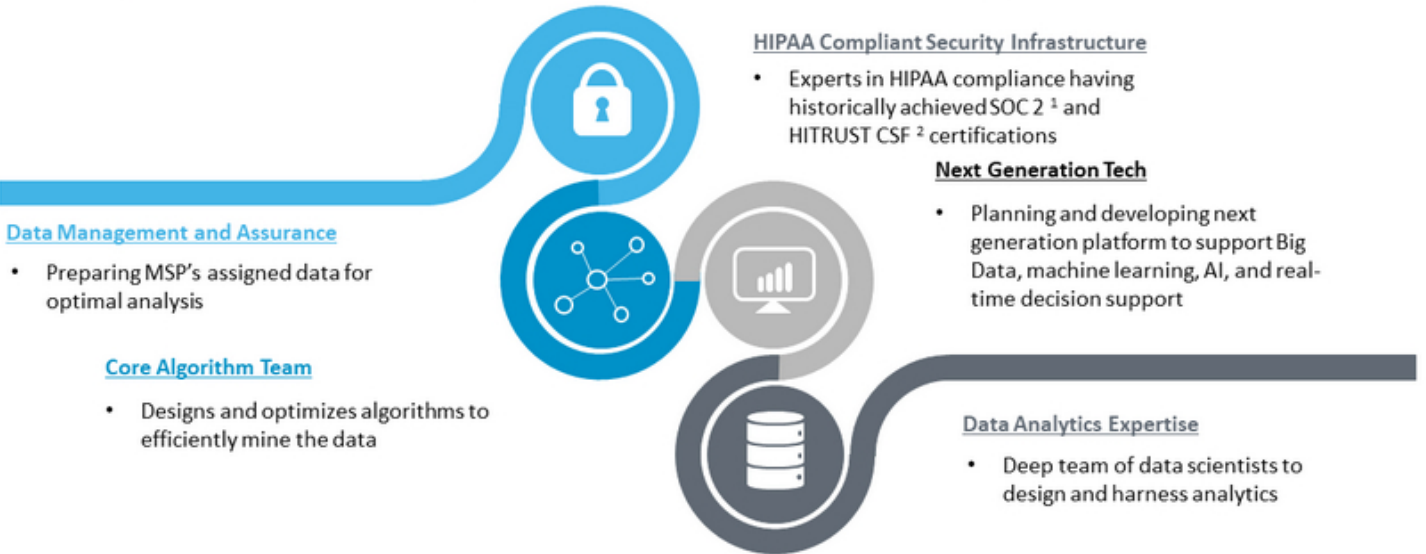 HIPAA Compliant Security Infrastructure
• Experts in HIPAA compliance having
historically achieved SOC 2 ¹ and
HITRUST CSF ² certifications
Next Generation Tech
• Planning and developing next
generation platform to support Big
Data, machine learning, AI, and real-
time decision support
Data Management and Assurance
• Preparing MSP’s assigned data for
optimal analysis
Core Algorithm Team
• Designs and optimizes algorithms to
efficiently mine the data
Data Analytics Expertise
• Deep team of data scientists to
design and harness analytics